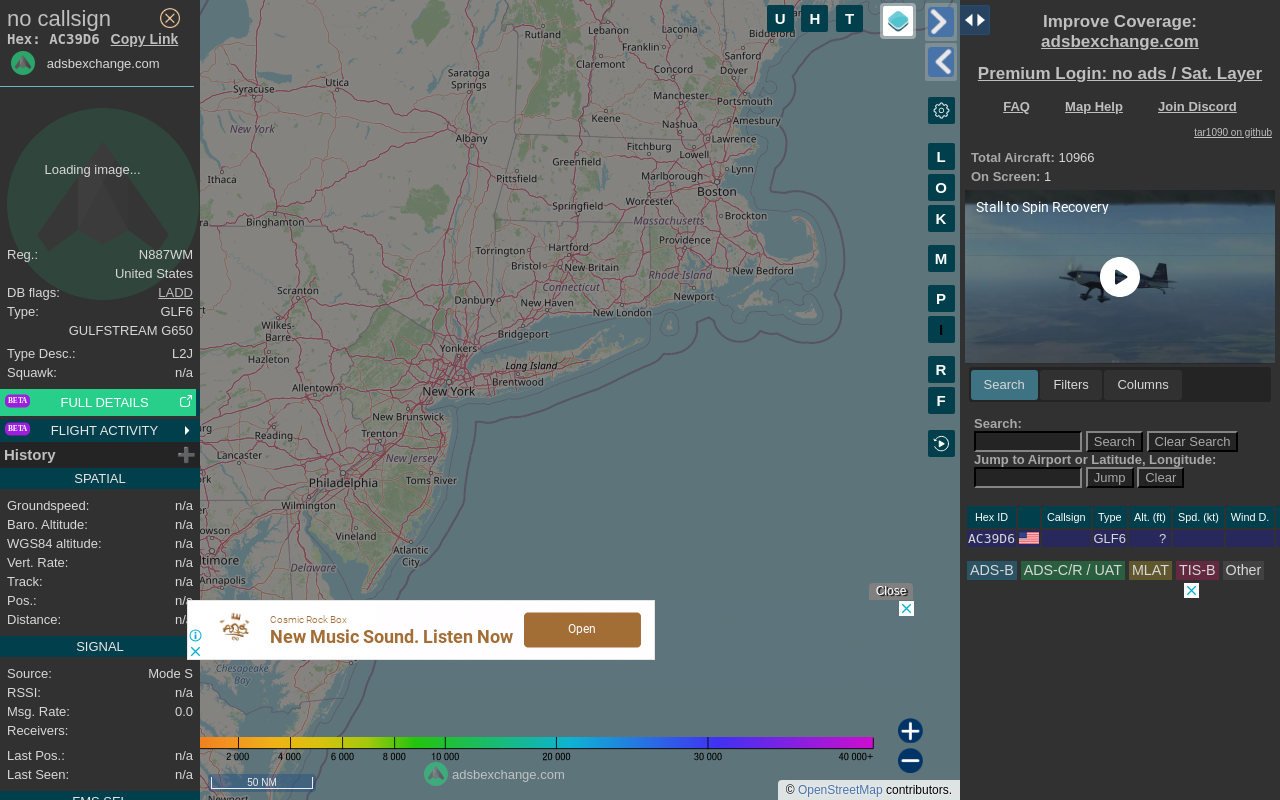 no callsign
Hex: AC39D6 Copy Link
adsbexchange.com
Loading image...
Reg.: N887WM
United States
DB flags: LADD
Type: GLF6
GULFSTREAM G650
Type Desc.: L2J
Squawk: n/a
BETA FULL DETAILS
BETA FLIGHT ACTIVITY
History
SPATIAL
Groundspeed: n/a
Baro. Altitude: n/a
WGS84 altitude: n/a
Vert. Rate: n/a
Track: n/a
Pos.: n/a
Distance: n/a
SIGNAL
Source: Mode S
RSSI: n/a
Msg. Rate: 0.0
Receivers:
Last Pos.: n/a
Last Seen: n/a
FMS SEL
U H T
L
O
K
M
P
I
R
F
Rutland
Lebanon
Laconia
Biddeford
Franklin
Sanford
Claremont
Concord
Dover
Utica
Saratoga
Springs
Syracuse
Manchester
Portsmouth
Keene
Amesbury
New York
Nashua
Albany
Lawrence
Fitchburg
Lowell
Greenfield
Lynn
Ithaca
Pittsfield
Marlborough
Boston
Worcester
Springfield
Brockton
Binghamton
Massachusetts
Torrington
Hartford
Providence
Bristol
New Britain
New Bedford
Rhode Island
Connecticut
Scranton
Danbury
New Haven
Newport
New London
Wilkes-
Barre
Bridgeport
Yonkers
Hazleton
Long Island
Allentown
Brentwood
New York
New Brunswick
Reading
Trenton
Lancaster
New Jersey
Philadelphia
Toms River
Wilmington
Vineland
Atlantic
City
Delaware
Annapolis
Chesapeake
Bay
Newport
Close
Cosmic Rock Box
New Music Sound. Listen Now
Open
2 000 4 000 6 000 8 000 10 000 20 000 30 000 40 000+
50 NM
adsbexchange.com
© OpenStreetMap contributors.
Improve Coverage:
adsbexchange.com
Premium Login: no ads / Sat. Layer
FAQ Map Help Join Discord
tar1090 on github
Total Aircraft: 10966
On Screen: 1
Stall to Spin Recovery
Search Filters Columns
Search:
Search Clear Search
Jump to Airport or Latitude, Longitude:
Jump Clear
Hex ID Callsign Type Alt. (ft) Spd. (kt) Wind D.
AC39D6 GLF6 ?
ADS-B ADS-C/R / UAT MLAT TIS-B Other